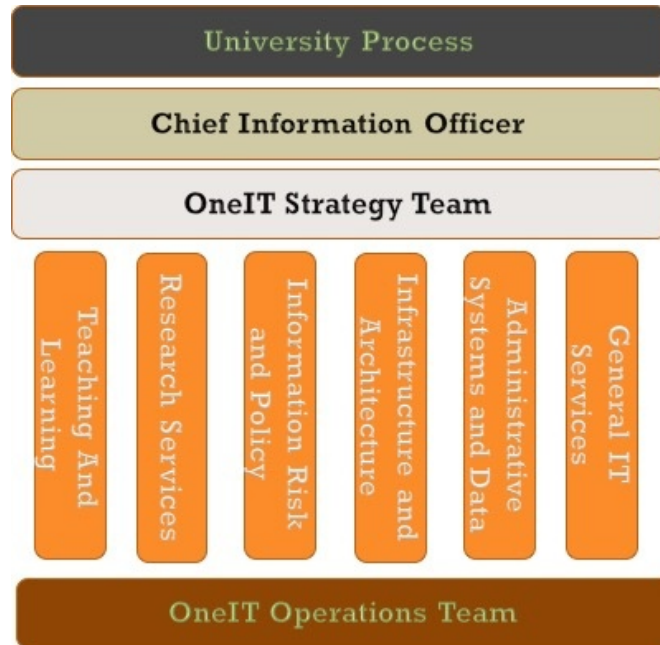 University Process
Chief Information Officer
OneIT Strategy Team
Teaching And
Learning
Research Services
Information Risk
and Policy
Infrastructure and
Architecture
Administrative
Systems and Data
General IT
Services
OneIT Operations Team